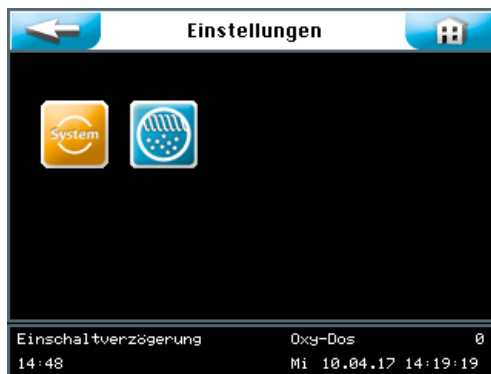 Einstellungen
System
Einschaltverzögerung Oxy-Dos 0
14:48 Mi 10.04.17 14:19:19